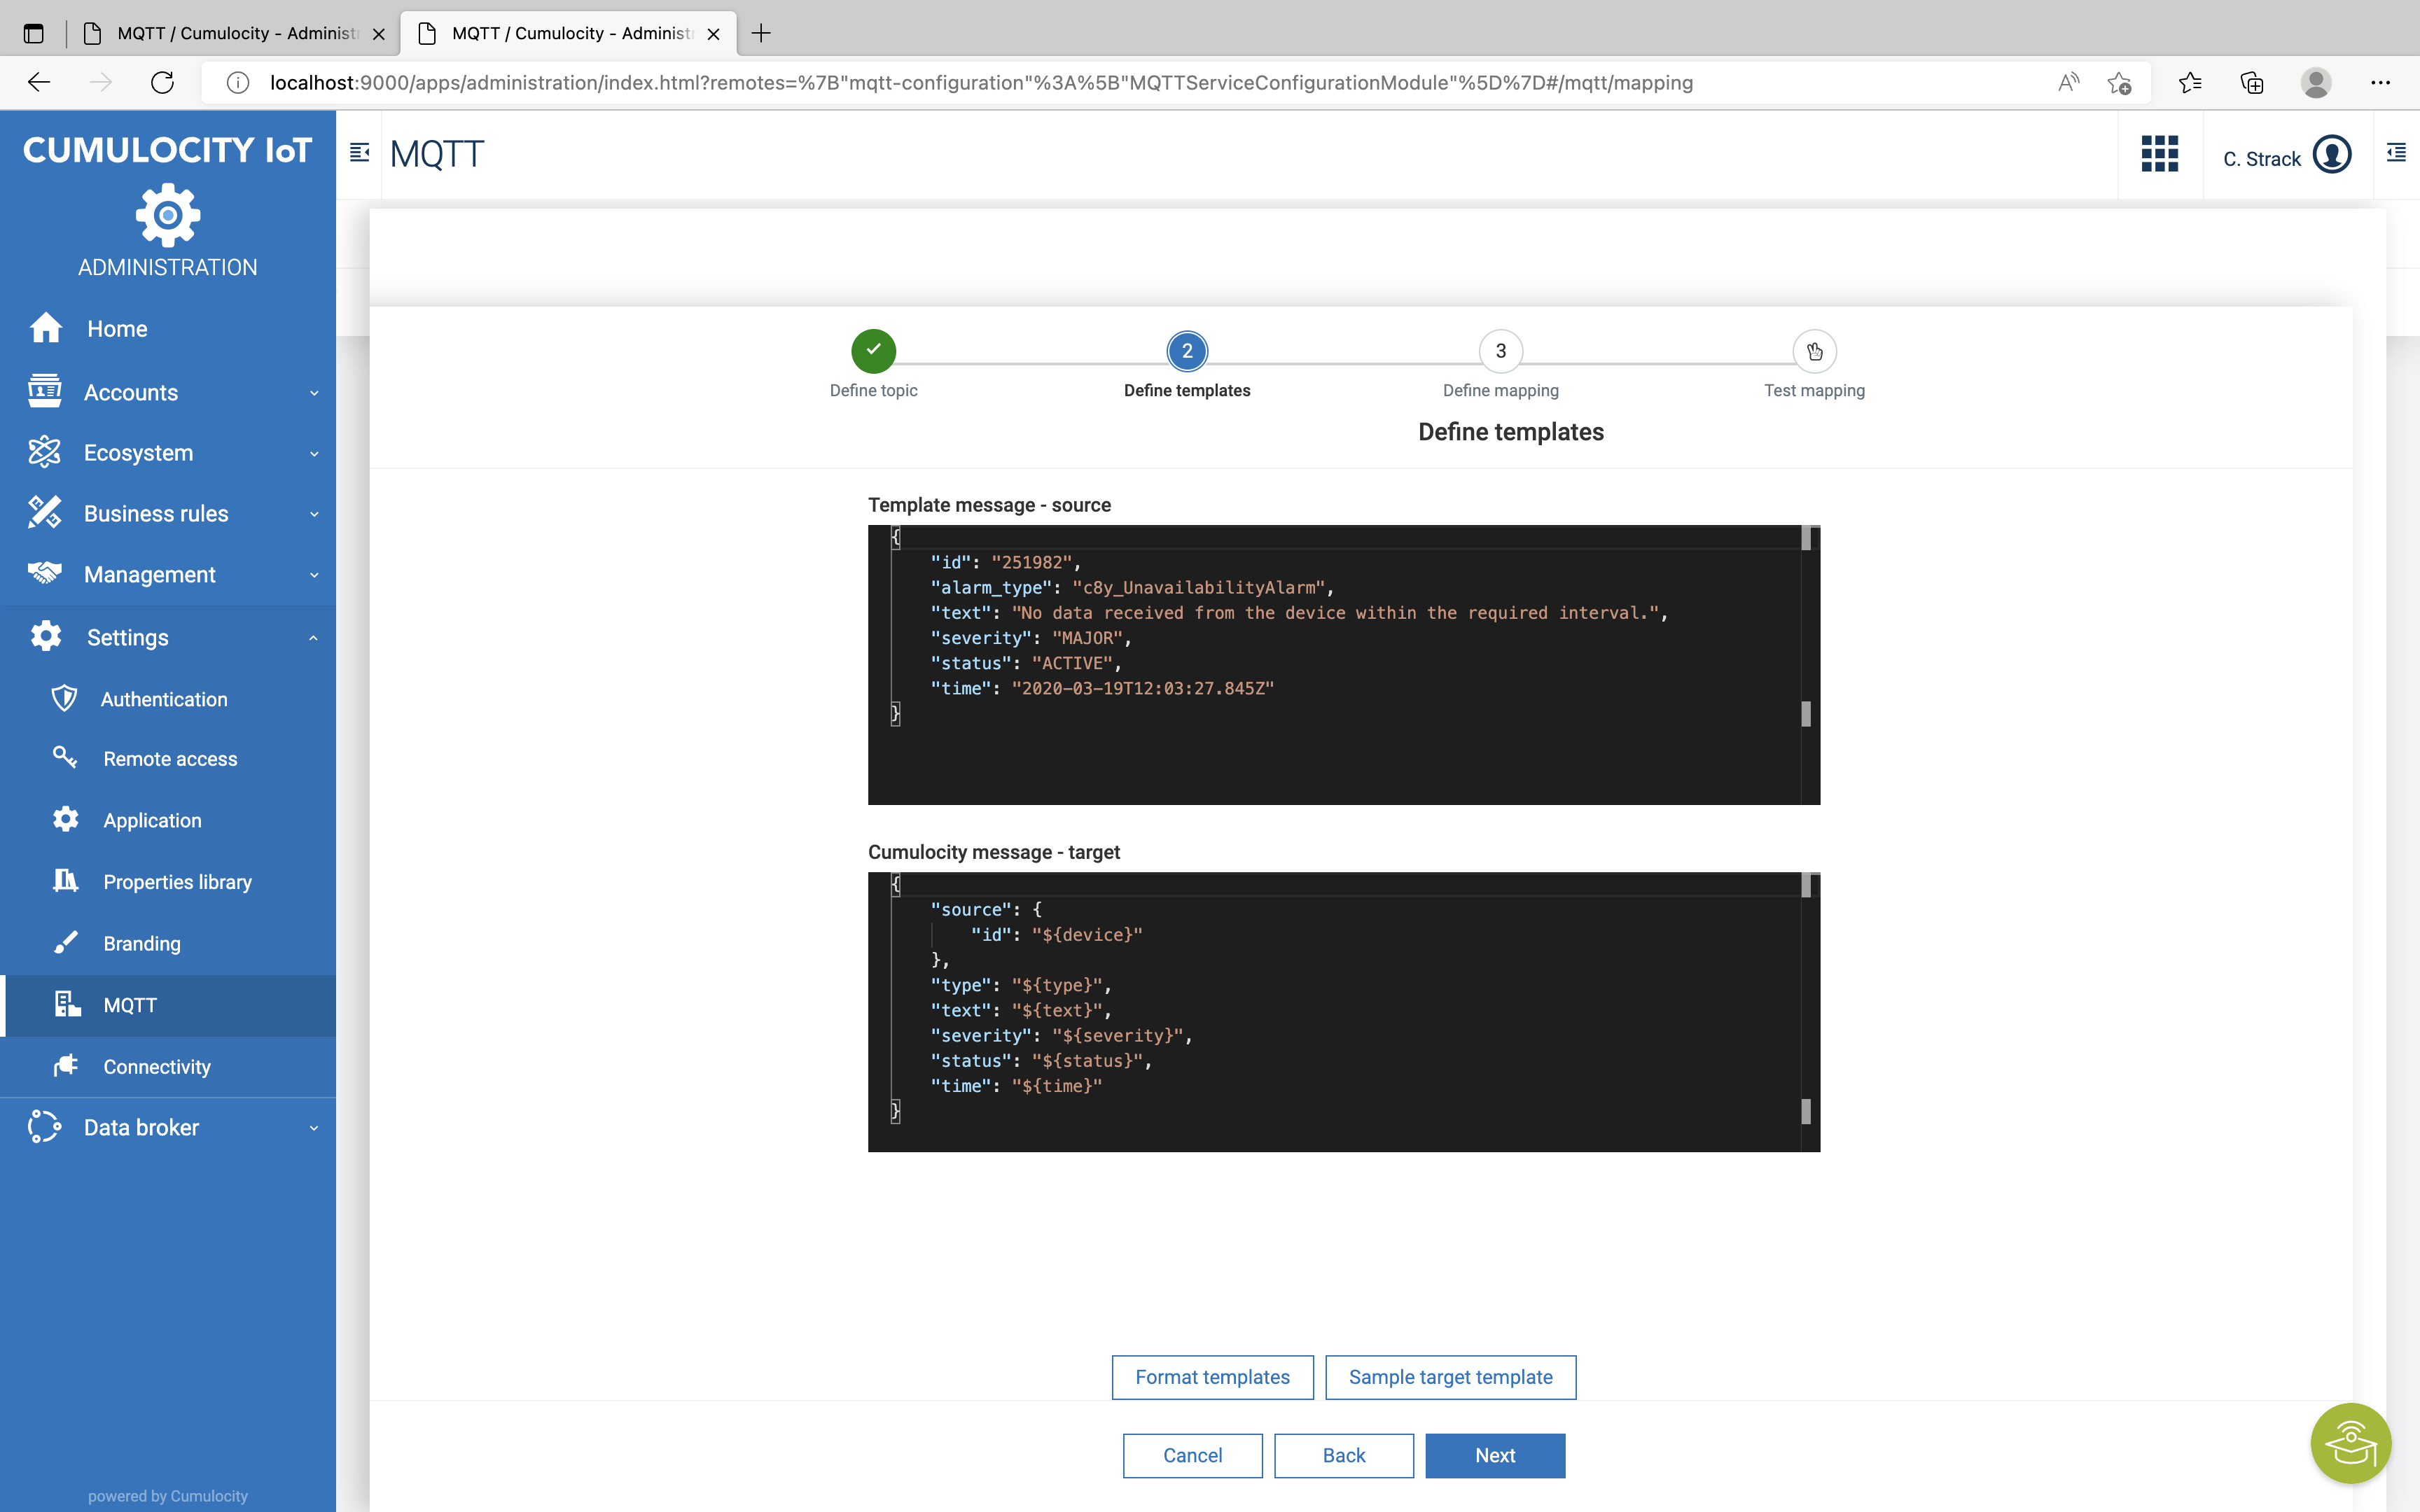 MQTT / Cumulocity - Administ
MQTT / Cumulocity - Administ
localhost:9000/apps/administration/index.html?remotes=%7B"mqtt-configuration"%3A%5B"MQTTServiceConfigurationModule"%5D%7D#/mqtt/mapping
CUMULOCITY IoT
ADMINISTRATION
Home
Accounts
Ecosystem
Business rules
Management
Settings
Authentication
Remote access
Application
Properties library
Branding
MQTT
Connectivity
Data broker
powered by Cumulocity
MQTT
C. Strack
2
3
Define topic
Define templates
Define mapping
Test mapping
Define templates
Template message - source
{
"id": "251982",
"alarm_type": "c8y_UnavailabilityAlarm",
"text": "No data received from the device within the required interval.",
"severity": "MAJOR",
"status": "ACTIVE",
"time": "2020-03-19T12:03:27.845Z"
}
Cumulocity message - target
{
"source": {
"id": "${device}"
},
"type": "${type}",
"text": "${text}",
"severity": "${severity}",
"status": "${status}",
"time": "${time}"
}
Format templates
Sample target template
Cancel
Back
Next